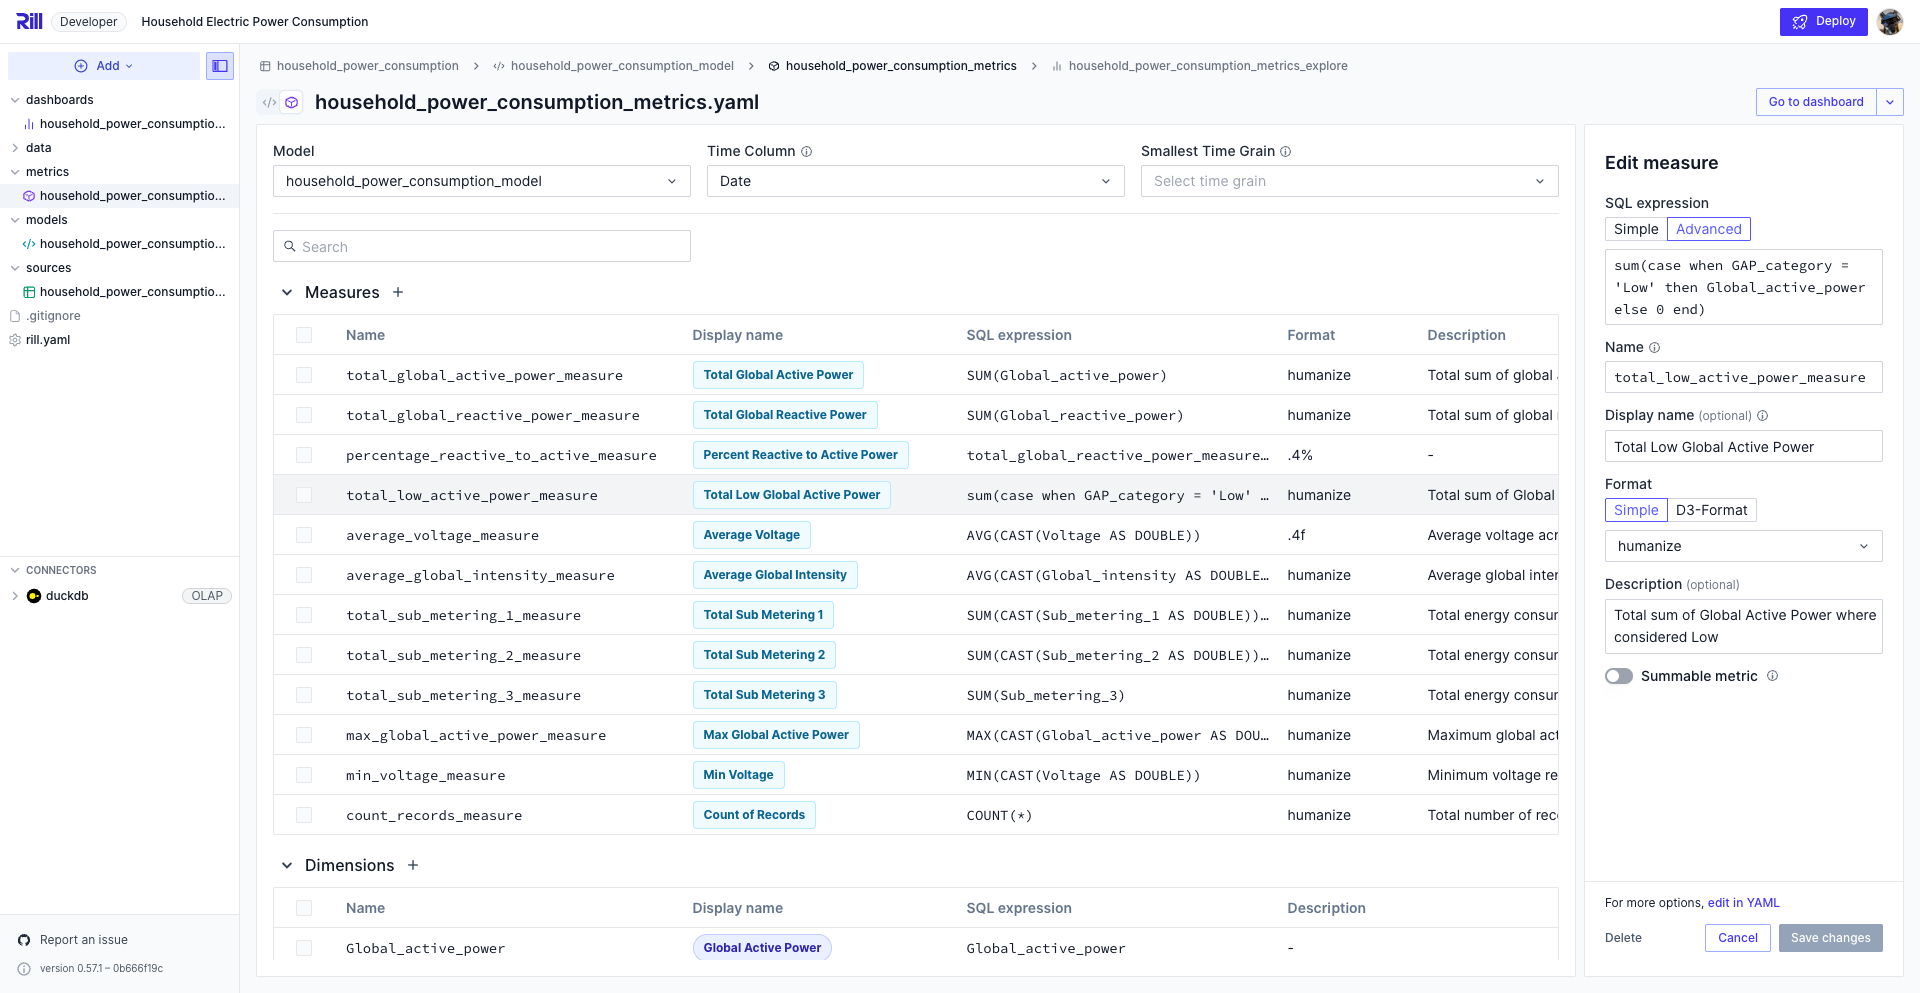 Rill Developer Household Electric Power Consumption Deploy
Add
dashboards
household_power_consumptio...
data
metrics
household_power_consumptio...
models
household_power_consumptio...
sources
household_power_consumptio...
.gitignore
rill.yaml
CONNECTORS
duckdb OLAP
Report an issue
version 0.57.1 – 0b666f19c
household_power_consumption household_power_consumption_model household_power_consumption_metrics household_power_consumption_metrics_explore
household_power_consumption_metrics.yaml Go to dashboard
Model Time Column Smallest Time Grain
household_power_consumption_model Date Select time grain
Search
Measures +
Name Display name SQL expression Format Description
total_global_active_power_measure Total Global Active Power SUM(Global_active_power) humanize Total sum of global
total_global_reactive_power_measure Total Global Reactive Power SUM(Global_reactive_power) humanize Total sum of global
percentage_reactive_to_active_measure Percent Reactive to Active Power total_global_reactive_power_measure… .4% -
total_low_active_power_measure Total Low Global Active Power sum(case when GAP_category = 'Low' … humanize Total sum of Global
average_voltage_measure Average Voltage AVG(CAST(Voltage AS DOUBLE)) .4f Average voltage acr
average_global_intensity_measure Average Global Intensity AVG(CAST(Global_intensity AS DOUBLE… humanize Average global inter
total_sub_metering_1_measure Total Sub Metering 1 SUM(CAST(Sub_metering_1 AS DOUBLE))… humanize Total energy consur
total_sub_metering_2_measure Total Sub Metering 2 SUM(CAST(Sub_metering_2 AS DOUBLE))… humanize Total energy consur
total_sub_metering_3_measure Total Sub Metering 3 SUM(Sub_metering_3) humanize Total energy consur
max_global_active_power_measure Max Global Active Power MAX(CAST(Global_active_power AS DOU… humanize Maximum global act
min_voltage_measure Min Voltage MIN(CAST(Voltage AS DOUBLE)) humanize Minimum voltage re
count_records_measure Count of Records COUNT(*) humanize Total number of rec
Dimensions +
Name Display name SQL expression Description
Global_active_power Global Active Power Global_active_power -
Edit measure
SQL expression
Simple Advanced
sum(case when GAP_category =
'Low' then Global_active_power
else 0 end)
Name
total_low_active_power_measure
Display name (optional)
Total Low Global Active Power
Format
Simple D3-Format
humanize
Description (optional)
Total sum of Global Active Power where
considered Low
Summable metric
For more options, edit in YAML
Delete Cancel Save changes